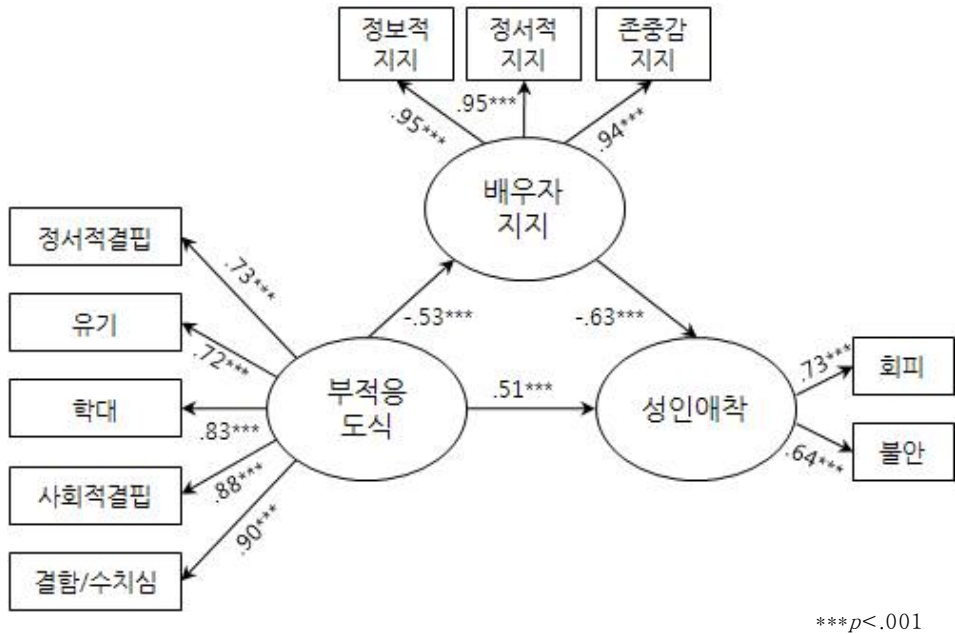 정보적
지지
정서적
지지
존중감
지지
.95***
.95***
.94***
배우자
지지
정서적결핍
.73***
유기
.72***
-.53***
-.63***
부적응
도식
.51***
성인애착
.73***
회피
학대
.83***
.64***
불안
사회적결핍
.88***
결함/수치심
.90***
***p<.001